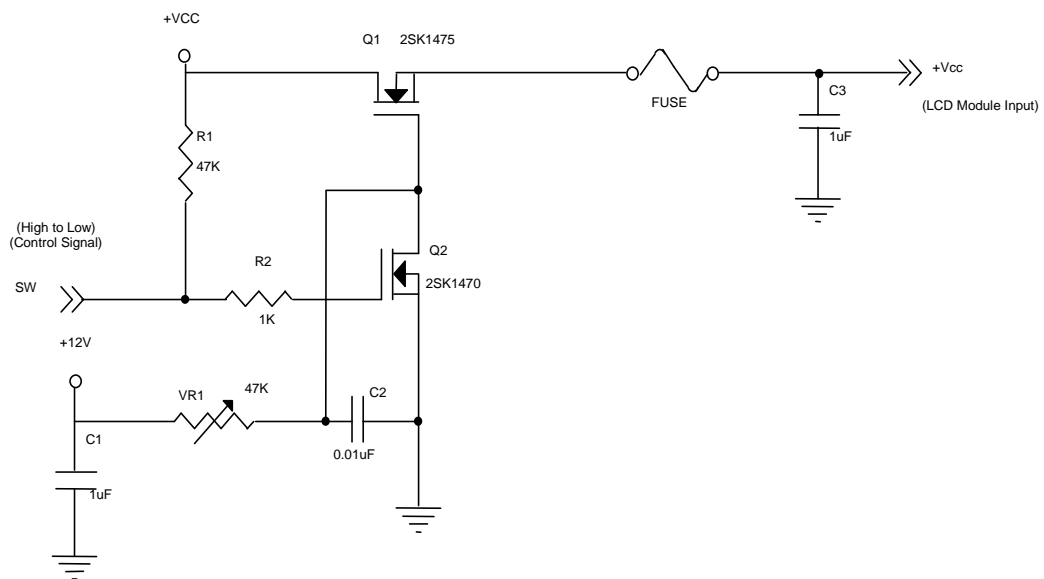 +VCC
Q1 2SK1475
+Vcc
FUSE
C3
(LCD Module Input)
R1
1uF
47K
(High to Low)
(Control Signal)
Q2
R2
SW
2SK1470
1K
+12V
VR1
47K
C2
C1
0.01uF
1uF